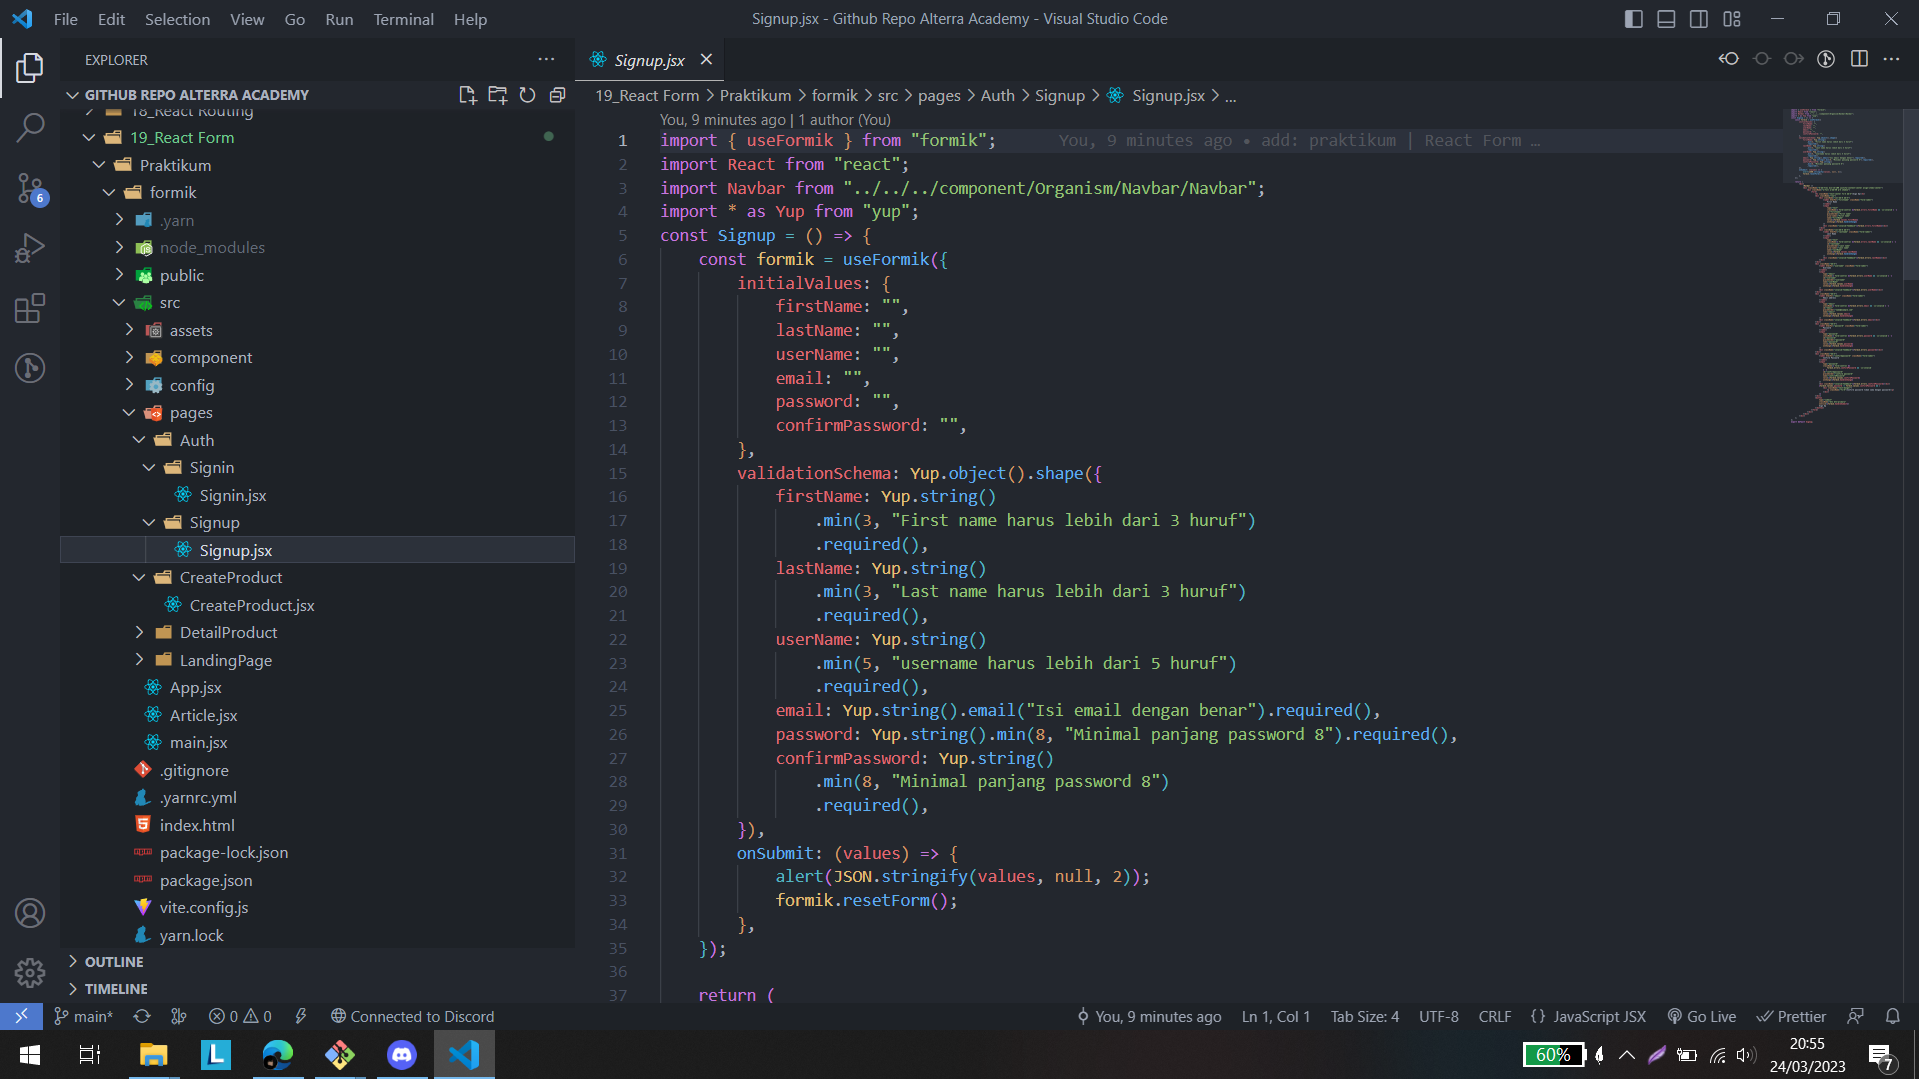 File Edit Selection View Go Run Terminal Help
Signup.jsx - Github Repo Alterra Academy - Visual Studio Code
EXPLORER
GITHUB REPO ALTERRA ACADEMY
18_React Routing
19_React Form
Praktikum
formik
.yarn
node_modules
public
src
assets
component
config
pages
Auth
Signin
Signin.jsx
Signup
Signup.jsx
CreateProduct
CreateProduct.jsx
DetailProduct
LandingPage
App.jsx
Article.jsx
main.jsx
.gitignore
.yarnrc.yml
index.html
package-lock.json
package.json
vite.config.js
yarn.lock
OUTLINE
TIMELINE
6
Signup.jsx
19_React Form > Praktikum > formik > src > pages > Auth > Signup > Signup.jsx > ...
You, 9 minutes ago | 1 author (You)
1 import { useFormik } from "formik"; You, 9 minutes ago • add: praktikum | React Form …
2 import React from "react";
3 import Navbar from "../../../component/Organism/Navbar/Navbar";
4 import * as Yup from "yup";
5 const Signup = () => {
6 const formik = useFormik({
7 initialValues: {
8 firstName: "",
9 lastName: "",
10 userName: "",
11 email: "",
12 password: "",
13 confirmPassword: "",
14 },
15 validationSchema: Yup.object().shape({
16 firstName: Yup.string()
17 .min(3, "First name harus lebih dari 3 huruf")
18 .required(),
19 lastName: Yup.string()
20 .min(3, "Last name harus lebih dari 3 huruf")
21 .required(),
22 userName: Yup.string()
23 .min(5, "username harus lebih dari 5 huruf")
24 .required(),
25 email: Yup.string().email("Isi email dengan benar").required(),
26 password: Yup.string().min(8, "Minimal panjang password 8").required(),
27 confirmPassword: Yup.string()
28 .min(8, "Minimal panjang password 8")
29 .required(),
30 }),
31 onSubmit: (values) => {
32 alert(JSON.stringify(values, null, 2));
33 formik.resetForm();
34 },
35 });
36
37 return (
main* 0 0 Connected to Discord
You, 9 minutes ago Ln 1, Col 1 Tab Size: 4 UTF-8 CRLF {} JavaScript JSX Go Live Prettier
L
60%
20:55
24/03/2023
7